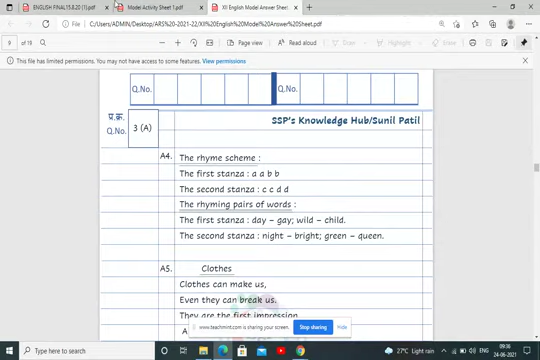 ENGLISH FINAL15.8.20 (1).pdf
Model Activity Sheet 1.pdf
XII English Model Answer Sheet.
C:/Users/ADMIN/Desktop/ARS%20-2021-22/XII%20English%20Model%20Answer%20Sheet.pdf
9 of 19
Page view
Read aloud
Draw
Highlight
Erase
This file has limited permissions. You may not have access to some features. View permissions
Q.No.
Q.No.
प्र.क्र.
Q.No.
3 (A)
SSP's Knowledge Hub/Sunil Patil
A4.
The rhyme scheme :
The first stanza : a a b b
The second stanza : c c d d
The rhyming pairs of words :
The first stanza : day – gay; wild – child.
The second stanza : night – bright; green – queen.
A5.
Clothes
Clothes can make us,
Even they can break us.
They are the first impression
A
www.teachmint.com is sharing your screen.
Stop sharing
Hide
Type here to search
27°C Light rain
ENG
09:36
24-06-2021